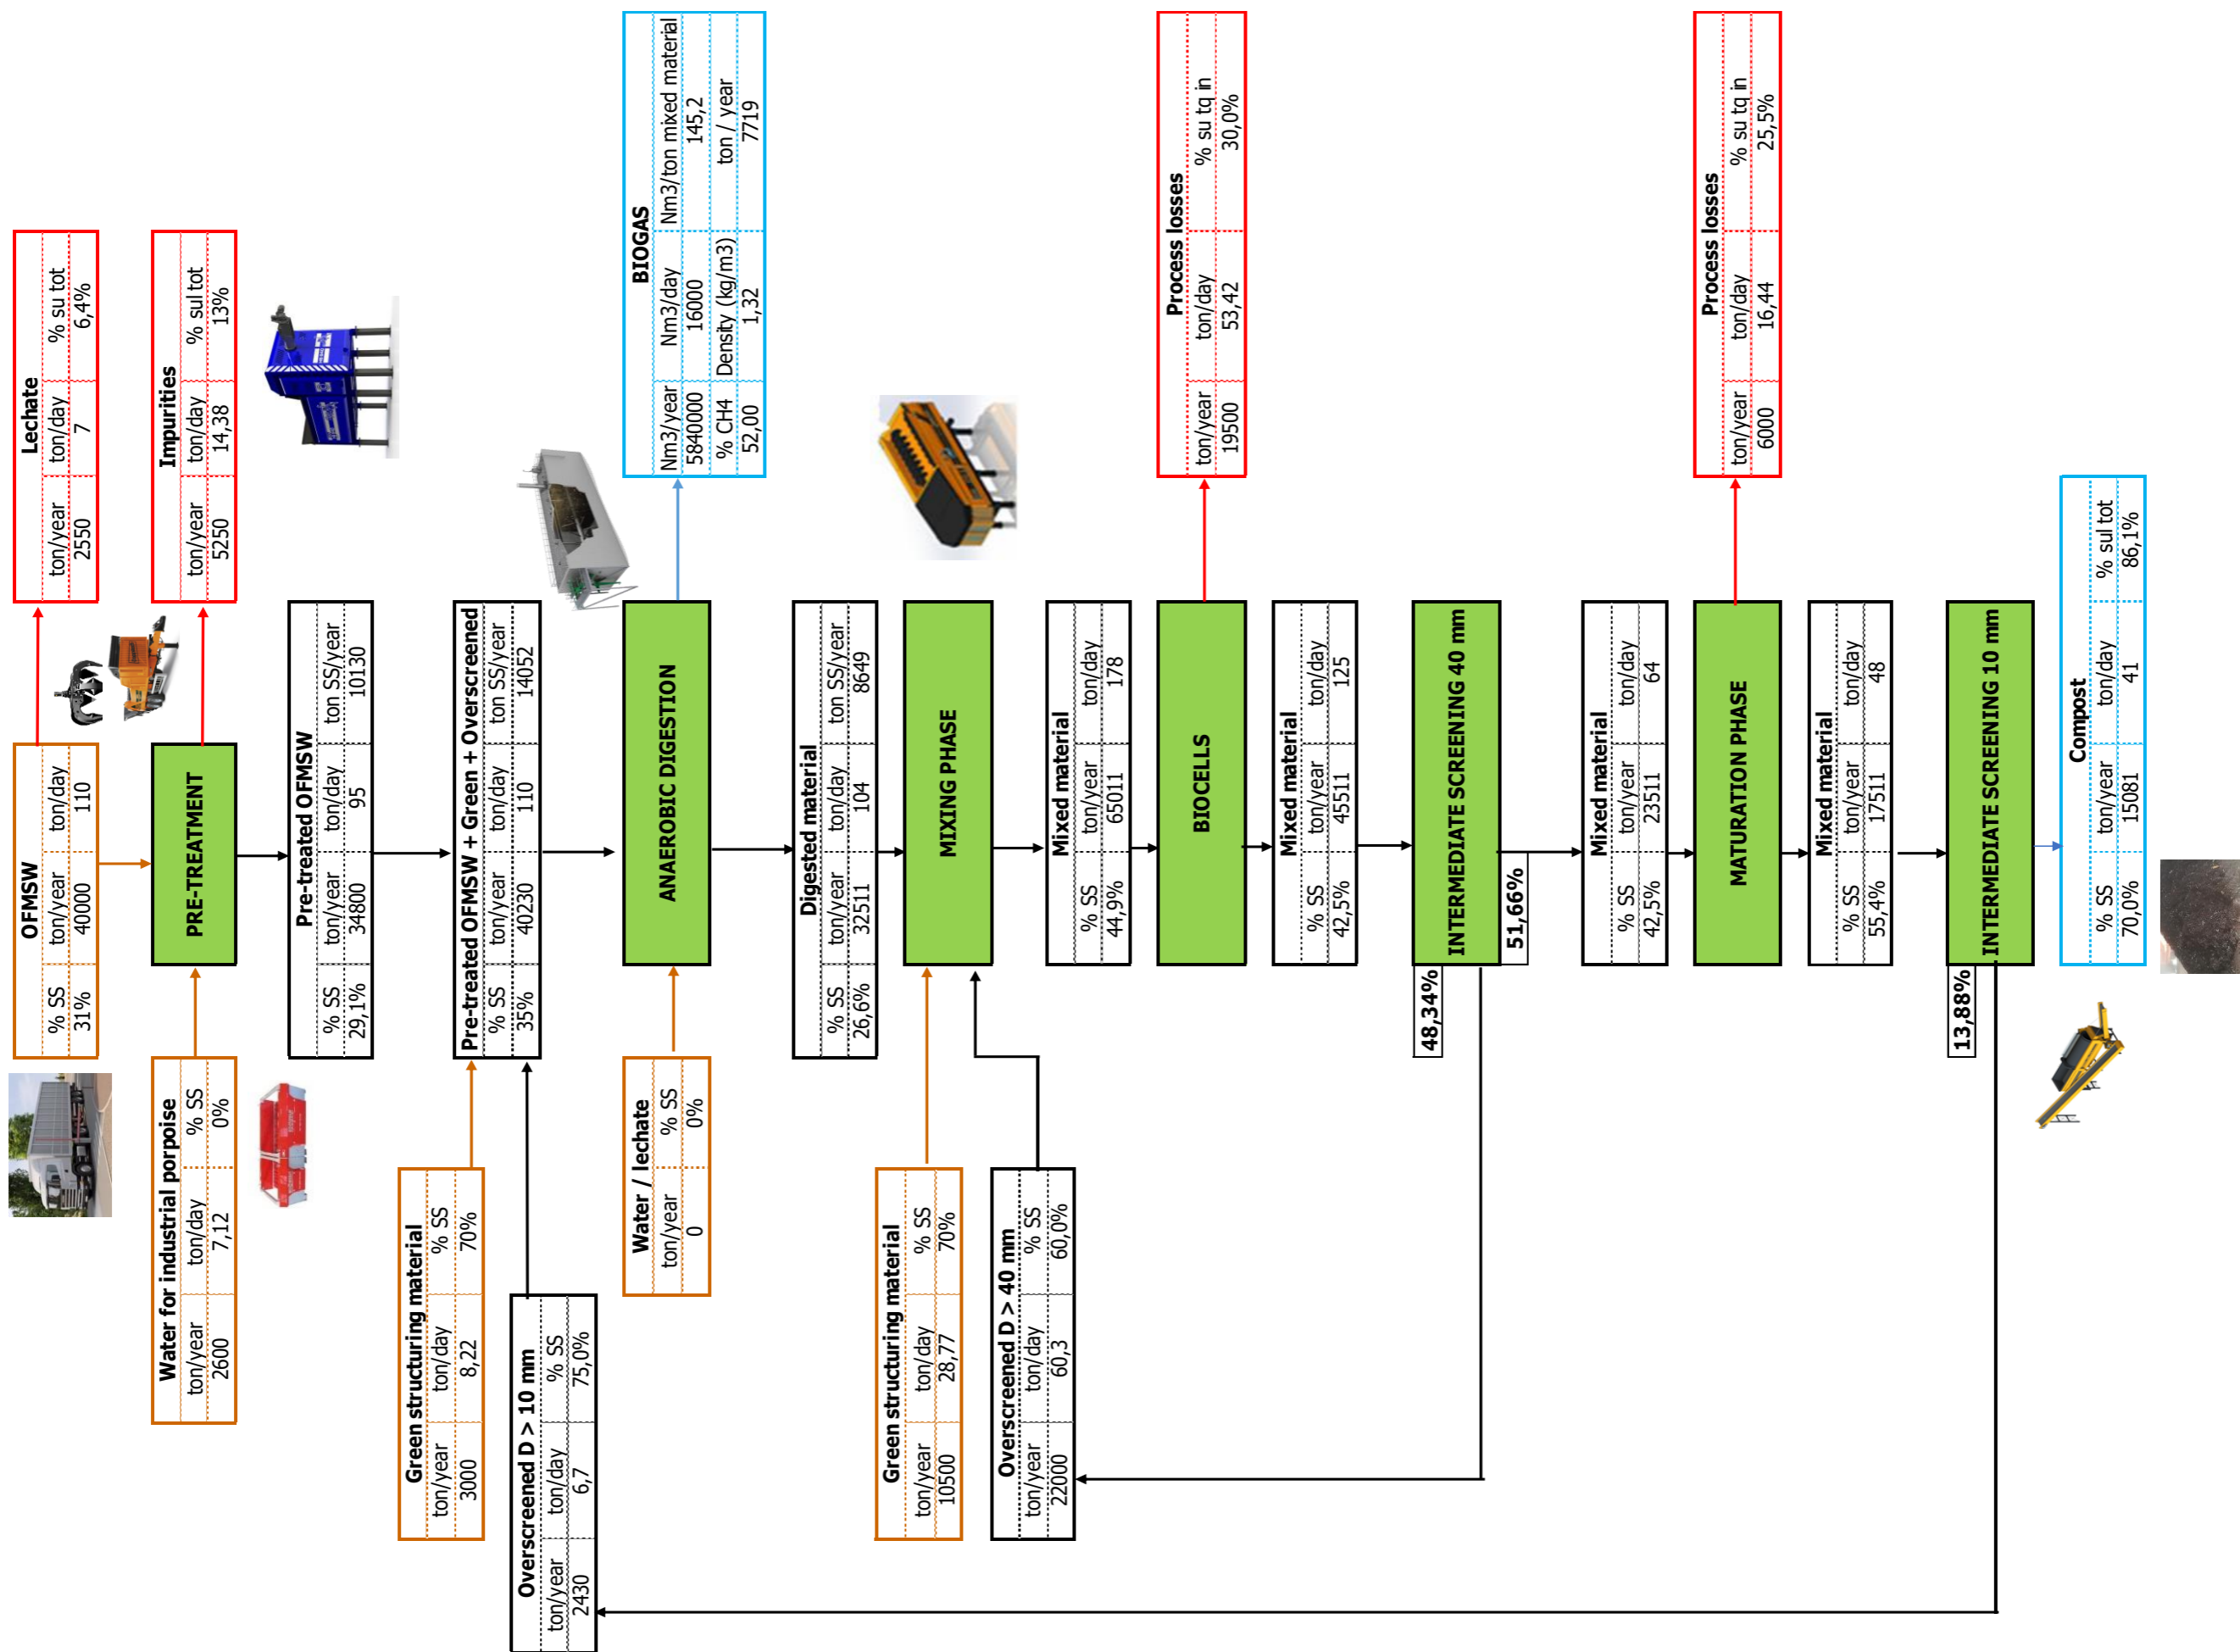 Lechate
ton/year ton/day % su tot
2550 7 6,4%
OFMSW
% SS ton/year ton/day
31% 40000 110
Impurities
ton/year ton/day % sul tot
5250 14,38 13%
PRE-TREATMENT
Water for industrial porpoise
ton/year ton/day % SS
2600 7,12 0%
Pre-treated OFMSW
% SS ton/year ton/day ton SS/year
29,1% 34800 95 10130
Green structuring material
ton/year ton/day % SS
3000 8,22 70%
Pre-treated OFMSW + Green + Overscreened
% SS ton/year ton/day ton SS/year
35% 40230 110 14052
Overscreened D > 10 mm
ton/year ton/day % SS
2430 6,7 75,0%
BIOGAS
Nm3/year Nm3/day Nm3/ton mixed material
5840000 16000 145,2
% CH4 Density (kg/m3) ton / year
52,00 1,32 7719
ANAEROBIC DIGESTION
Water / lechate
ton/year % SS
0 0%
Digested material
% SS ton/year ton/day ton SS/year
26,6% 32511 104 8649
MIXING PHASE
Green structuring material
ton/year ton/day % SS
10500 28,77 70%
Overscreened D > 40 mm
ton/year ton/day % SS
22000 60,3 60,0%
Mixed material
% SS ton/year ton/day
44,9% 65011 178
Process losses
ton/year ton/day % su tq in
19500 53,42 30,0%
BIOCELLS
Mixed material
% SS ton/year ton/day
42,5% 45511 125
INTERMEDIATE SCREENING 40 mm
48,34%
51,66%
Mixed material
% SS ton/year ton/day
42,5% 23511 64
Process losses
ton/year ton/day % su tq in
6000 16,44 25,5%
MATURATION PHASE
Mixed material
% SS ton/year ton/day
55,4% 17511 48
INTERMEDIATE SCREENING 10 mm
13,88%
Compost
% SS ton/year ton/day % sul tot
70,0% 15081 41 86,1%